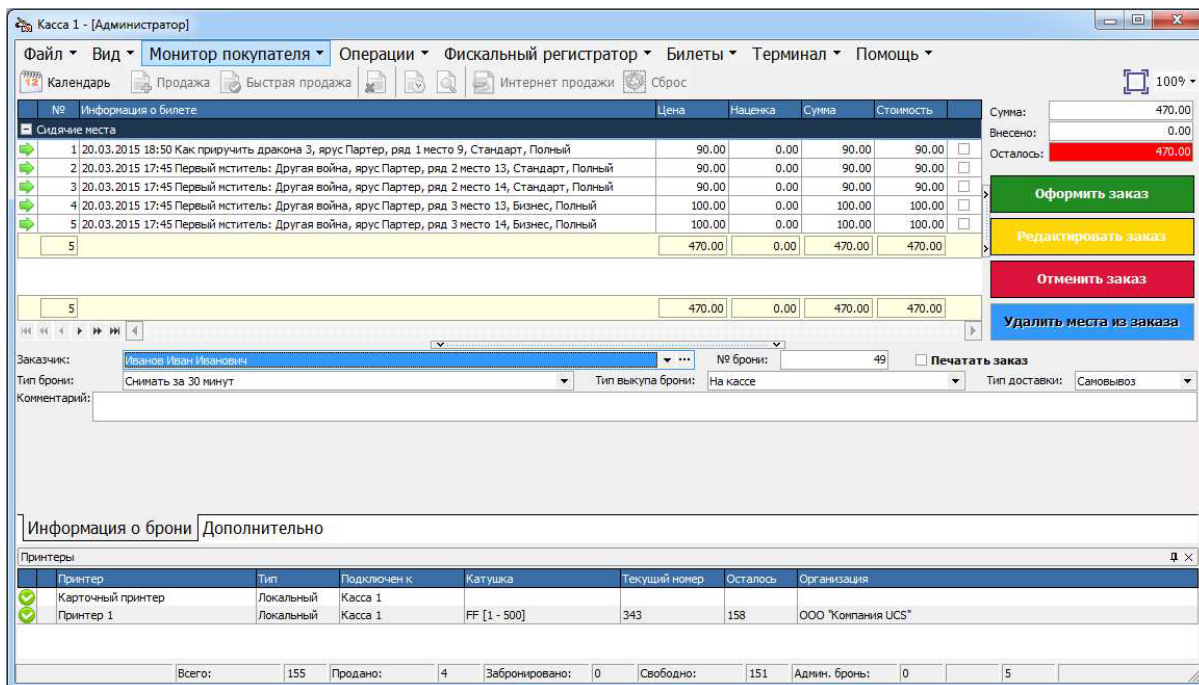 Касса 1 - [Администратор]
Файл Вид Монитор покупателя Операции Фискальный регистратор Билеты Терминал Помощь
12 Календарь Продажа Быстрая продажа Интернет продажи Сброс 100%
№ Информация о билете Цена Наценка Сумма Стоимость
Сидячие места
1 20.03.2015 18:50 Как приручить дракона 3, ярус Партер, ряд 1 место 9, Стандарт, Полный 90.00 0.00 90.00 90.00
2 20.03.2015 17:45 Первый мститель: Другая война, ярус Партер, ряд 2 место 13, Стандарт, Полный 90.00 0.00 90.00 90.00
3 20.03.2015 17:45 Первый мститель: Другая война, ярус Партер, ряд 2 место 14, Стандарт, Полный 90.00 0.00 90.00 90.00
4 20.03.2015 17:45 Первый мститель: Другая война, ярус Партер, ряд 3 место 13, Бизнес, Полный 100.00 0.00 100.00 100.00
5 20.03.2015 17:45 Первый мститель: Другая война, ярус Партер, ряд 3 место 14, Бизнес, Полный 100.00 0.00 100.00 100.00
5 470.00 0.00 470.00 470.00
5 470.00 0.00 470.00 470.00
Сумма: 470.00
Внесено: 0.00
Осталось: 470.00
Оформить заказ
Редактировать заказ
Отменить заказ
Удалить места из заказа
Заказчик: Иванов Иван Иванович № брони: 49 Печатать заказ
Тип брони: Снимать за 30 минут Тип выкупа брони: На кассе Тип доставки: Самовывоз
Комментарий:
Информация о брони Дополнительно
Принтеры
Принтер Тип Подключен к Катушка Текущий номер Осталось Организация
Карточный принтер Локальный Касса 1
Принтер 1 Локальный Касса 1 FF [1 - 500] 343 158 ООО "Компания UCS"
Всего: 155 Продано: 4 Забронировано: 0 Свободно: 151 Админ. бронь: 0 5